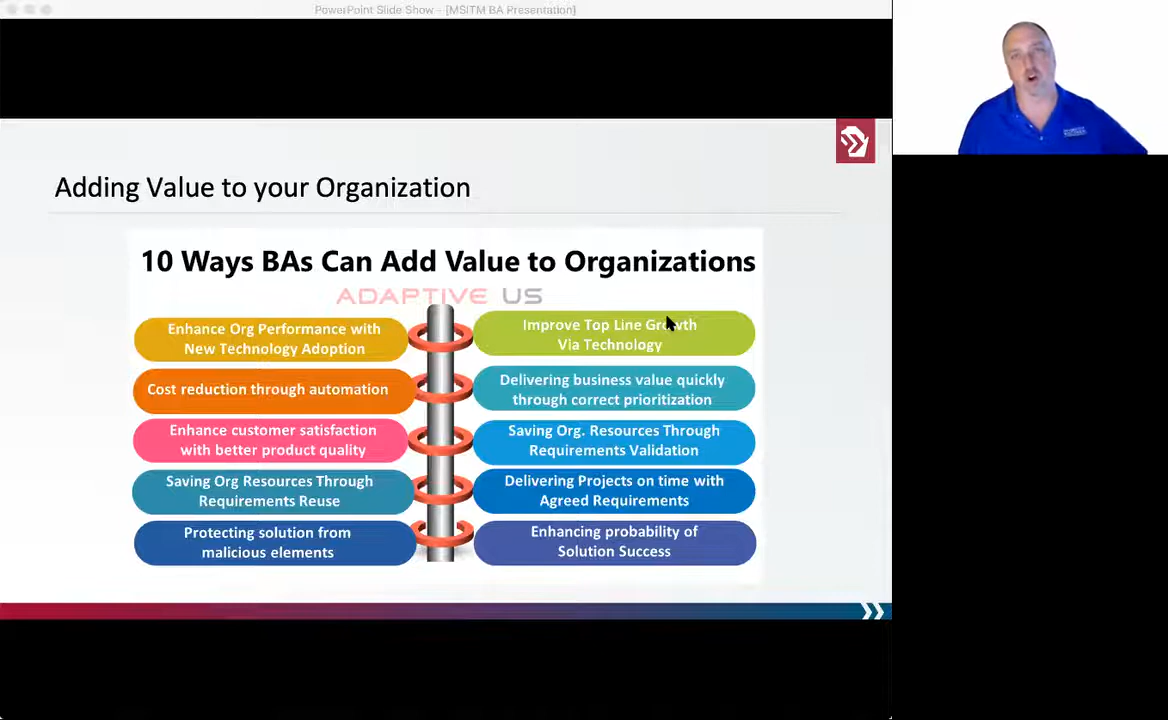 PowerPoint Slide Show - [MSITM BA Presentation]
Adding Value to your Organization
10 Ways BAs Can Add Value to Organizations
ADAPTIVE US
Enhance Org Performance with
New Technology Adoption
Improve Top Line Growth
Via Technology
Cost reduction through automation
Delivering business value quickly
through correct prioritization
Enhance customer satisfaction
with better product quality
Saving Org. Resources Through
Requirements Validation
Saving Org Resources Through
Requirements Reuse
Delivering Projects on time with
Agreed Requirements
Protecting solution from
malicious elements
Enhancing probability of
Solution Success